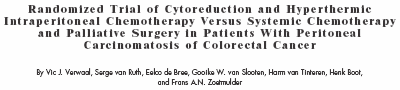 Randomized Trial of Cytoreduction and Hyperthermic
Intraperitoneal Chemotherapy Versus Systemic Chemotherapy
and Palliative Surgery in Patients With Peritoneal
Carcinomatosis of Colorectal Cancer
By Vic J. Verwaal, Serge van Ruth, Eelco de Bree, Gooike W. van Slooten, Harm van Tinteren, Henk Boot,
and Frans A.N. Zoetmulder